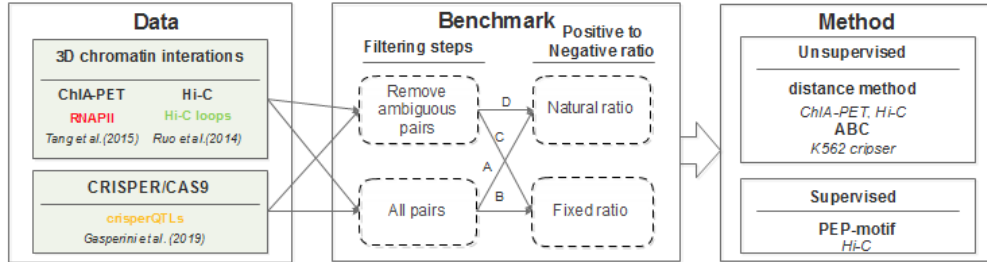 Data
3D chromatin interations
ChIA-PET Hi-C
RNAPII Hi-C loops
Tang et al.(2015) Ruo et al.(2014)
CRISPER/CAS9
crisperQTLs
Gasperini et al. (2019)
Benchmark
Filtering steps
Positive to
Negative ratio
Remove
ambiguous
pairs
All pairs
D
C
A
B
Natural ratio
Fixed ratio
Method
Unsupervised
distance method
ChIA-PET, Hi-C
ABC
K562 cripser
Supervised
PEP-motif
Hi-C